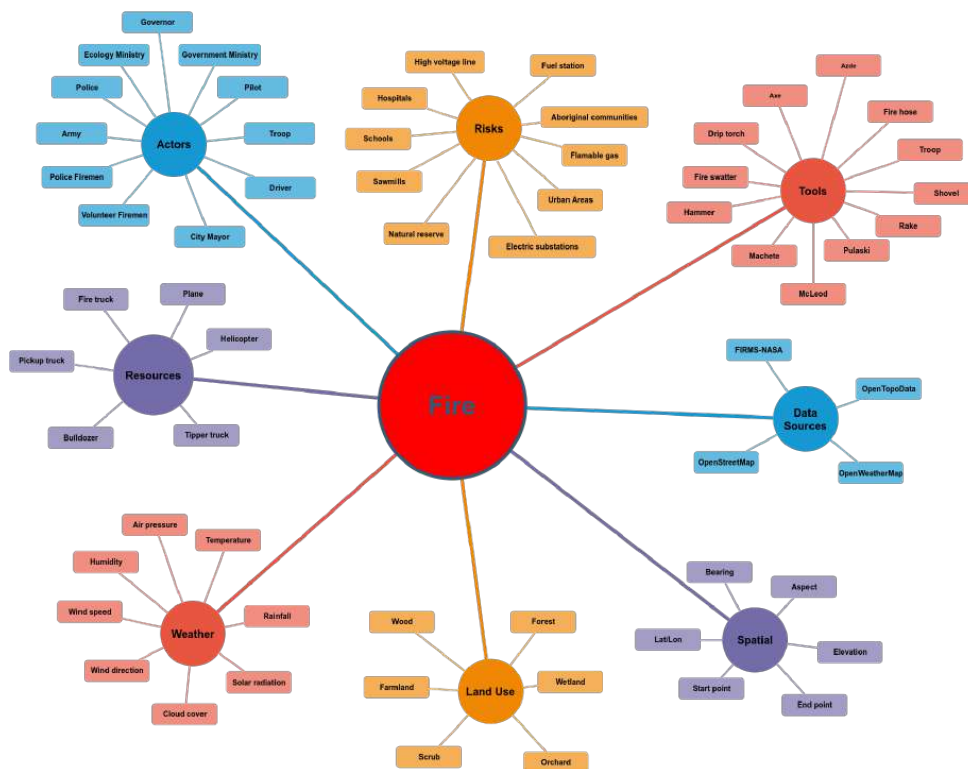 Governor
Ecology Ministry
Government Ministry
Police
Pilot
Army
Actors
Troop
Police Firemen
Driver
Volunteer Firemen
City Mayor
High voltage line
Fuel station
Hospitals
Risks
Aboriginal communities
Schools
Flamable gas
Sawmills
Urban Areas
Natural reserve
Electric substations
Azde
Axe
Fire hose
Drip torch
Troop
Fire swatter
Tools
Shovel
Hammer
Rake
Machete
Pulaski
McLeod
Fire truck
Plane
Pickup truck
Helicopter
Resources
Bulldozer
Tipper truck
Fire
FIRMS-NASA
OpenTopoData
Data
Sources
OpenStreetMap
OpenWeatherMap
Air pressure
Temperature
Humidity
Wind speed
Rainfall
Weather
Wind direction
Solar radiation
Cloud cover
Wood
Forest
Farmland
Land Use
Wetland
Scrub
Orchard
Bearing
Aspect
Lat/Lon
Spatial
Elevation
Start point
End point